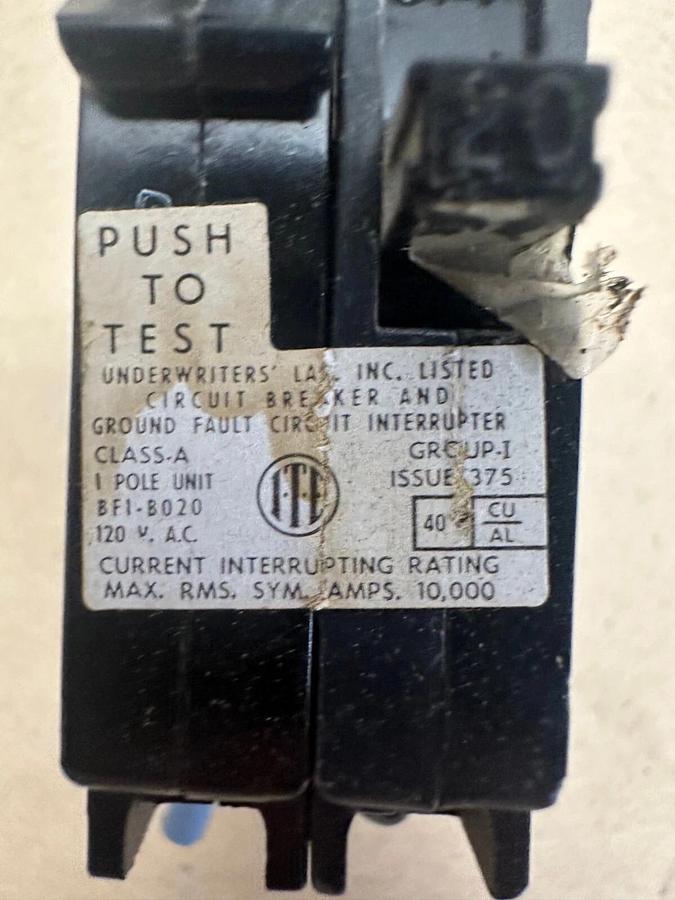 20
PUSH
TO
TEST
UNDERWRITERS' LAB. INC. LISTED
CIRCUIT BREAKER AND
GROUND FAULT CIRCUIT INTERRUPTER
CLASS-A GROUP-I
1 POLE UNIT ISSUE 375
BF1-B020 I-T-E
120 V. A.C. 40° CU
AL
CURRENT INTERRUPTING RATING
MAX. RMS. SYM. AMPS. 10,000